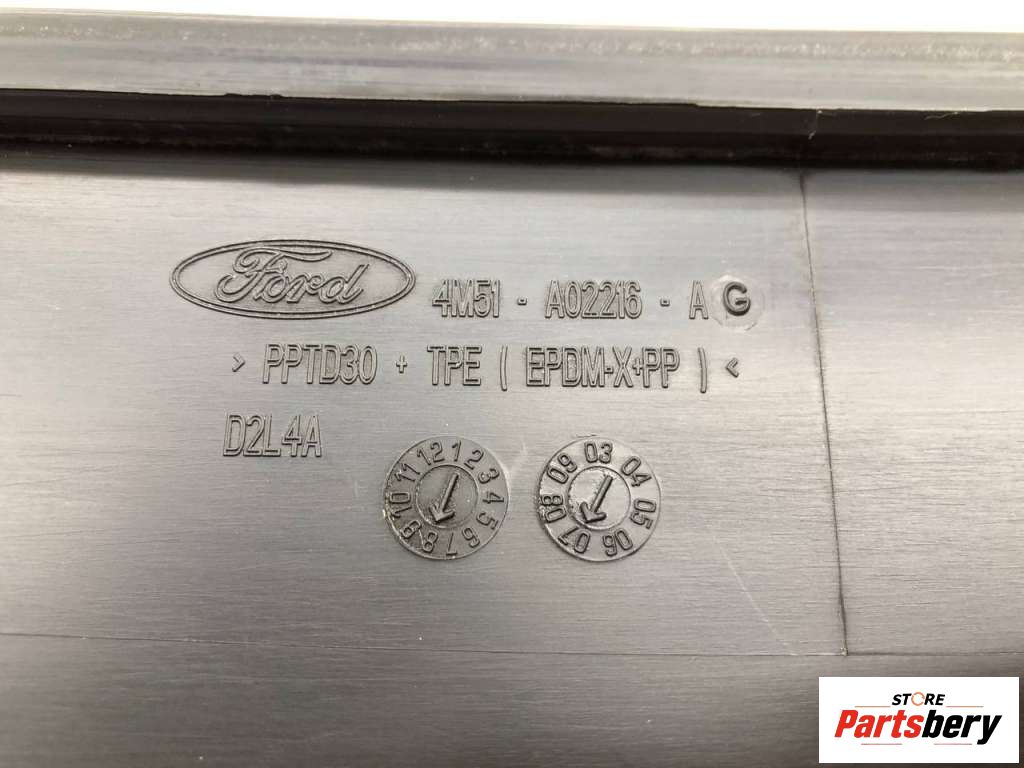 Ford
4M51 - A02216 - AG
> PPTD30 + TPE ( EPDM-X+PP ) <
D2L4A
1 2 3 4 5 6 7 8 9 10 11 12
03 04 05 06 07 08 09
STORE
Partsbery